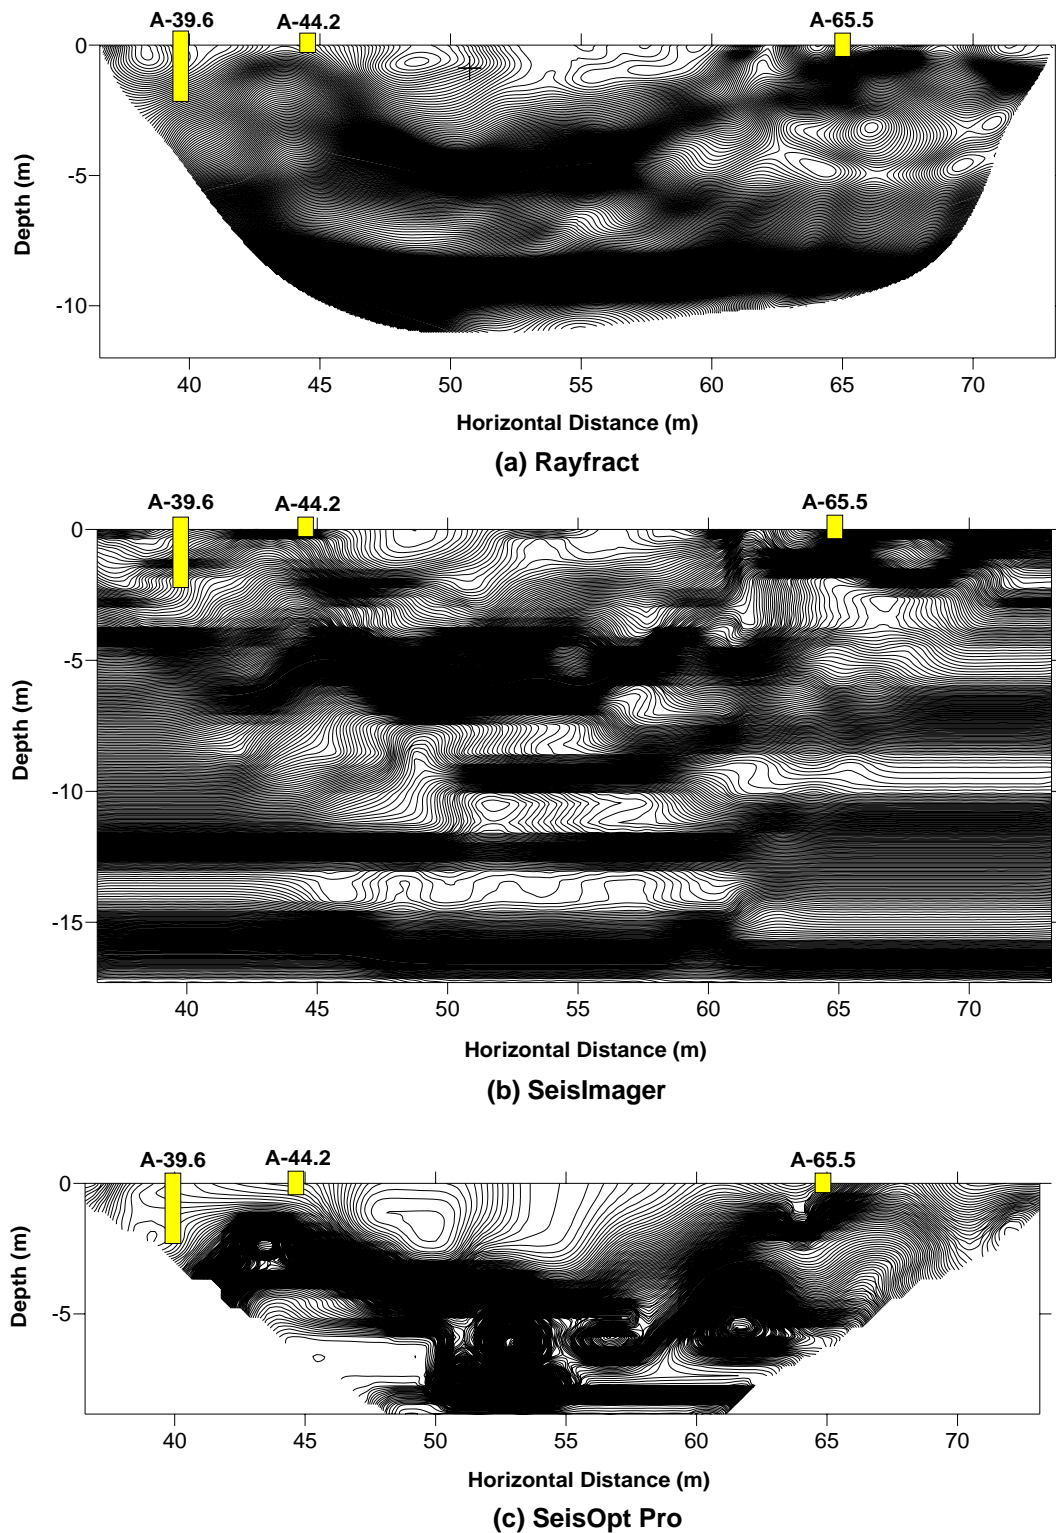 A-39.6 A-44.2 A-65.5
0
-5
-10
Depth (m)
40 45 50 55 60 65 70
Horizontal Distance (m)
(a) Rayfract
A-39.6 A-44.2 A-65.5
0
-5
-10
-15
Depth (m)
40 45 50 55 60 65 70
Horizontal Distance (m)
(b) SeisImager
A-39.6 A-44.2 A-65.5
0
-5
Depth (m)
40 45 50 55 60 65 70
Horizontal Distance (m)
(c) SeisOpt Pro